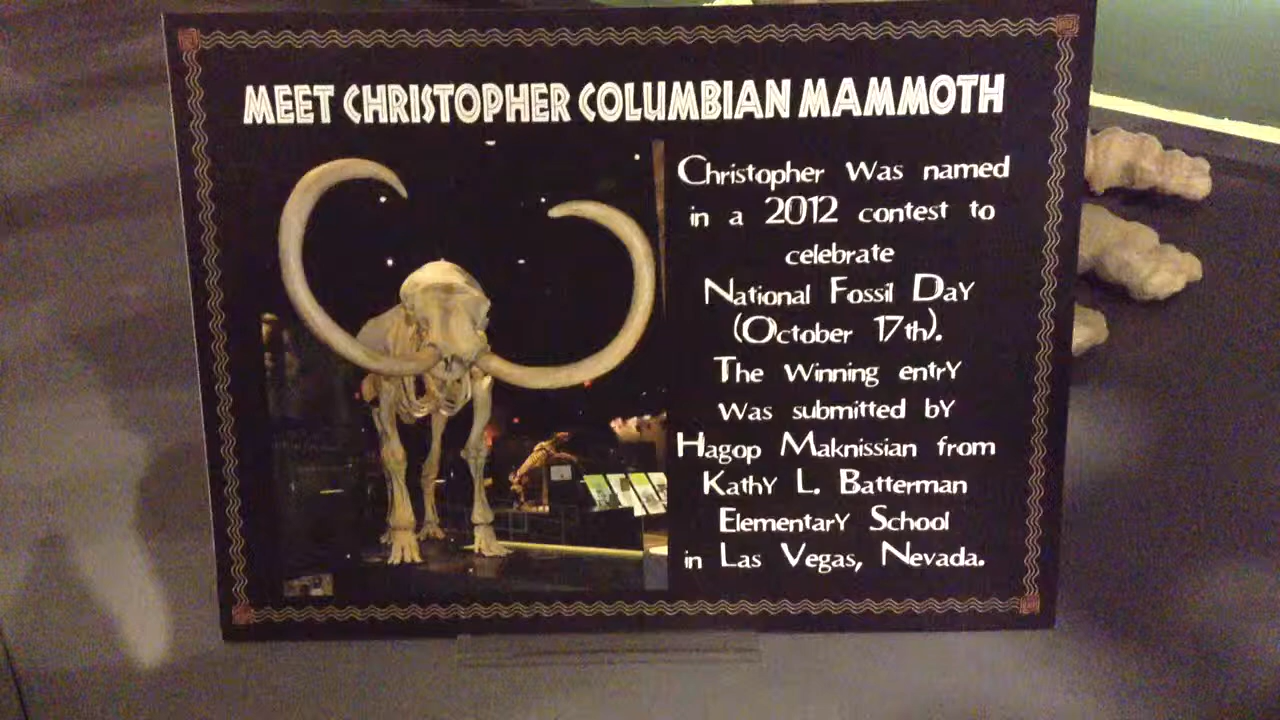 MEET CHRISTOPHER COLUMBIAN MAMMOTH
Christopher was named
in a 2012 contest to
celebrate
National Fossil Day
(October 17th).
The winning entry
was submitted by
Hagop Maknissian from
Kathy L. Batterman
Elementary School
in Las Vegas, Nevada.